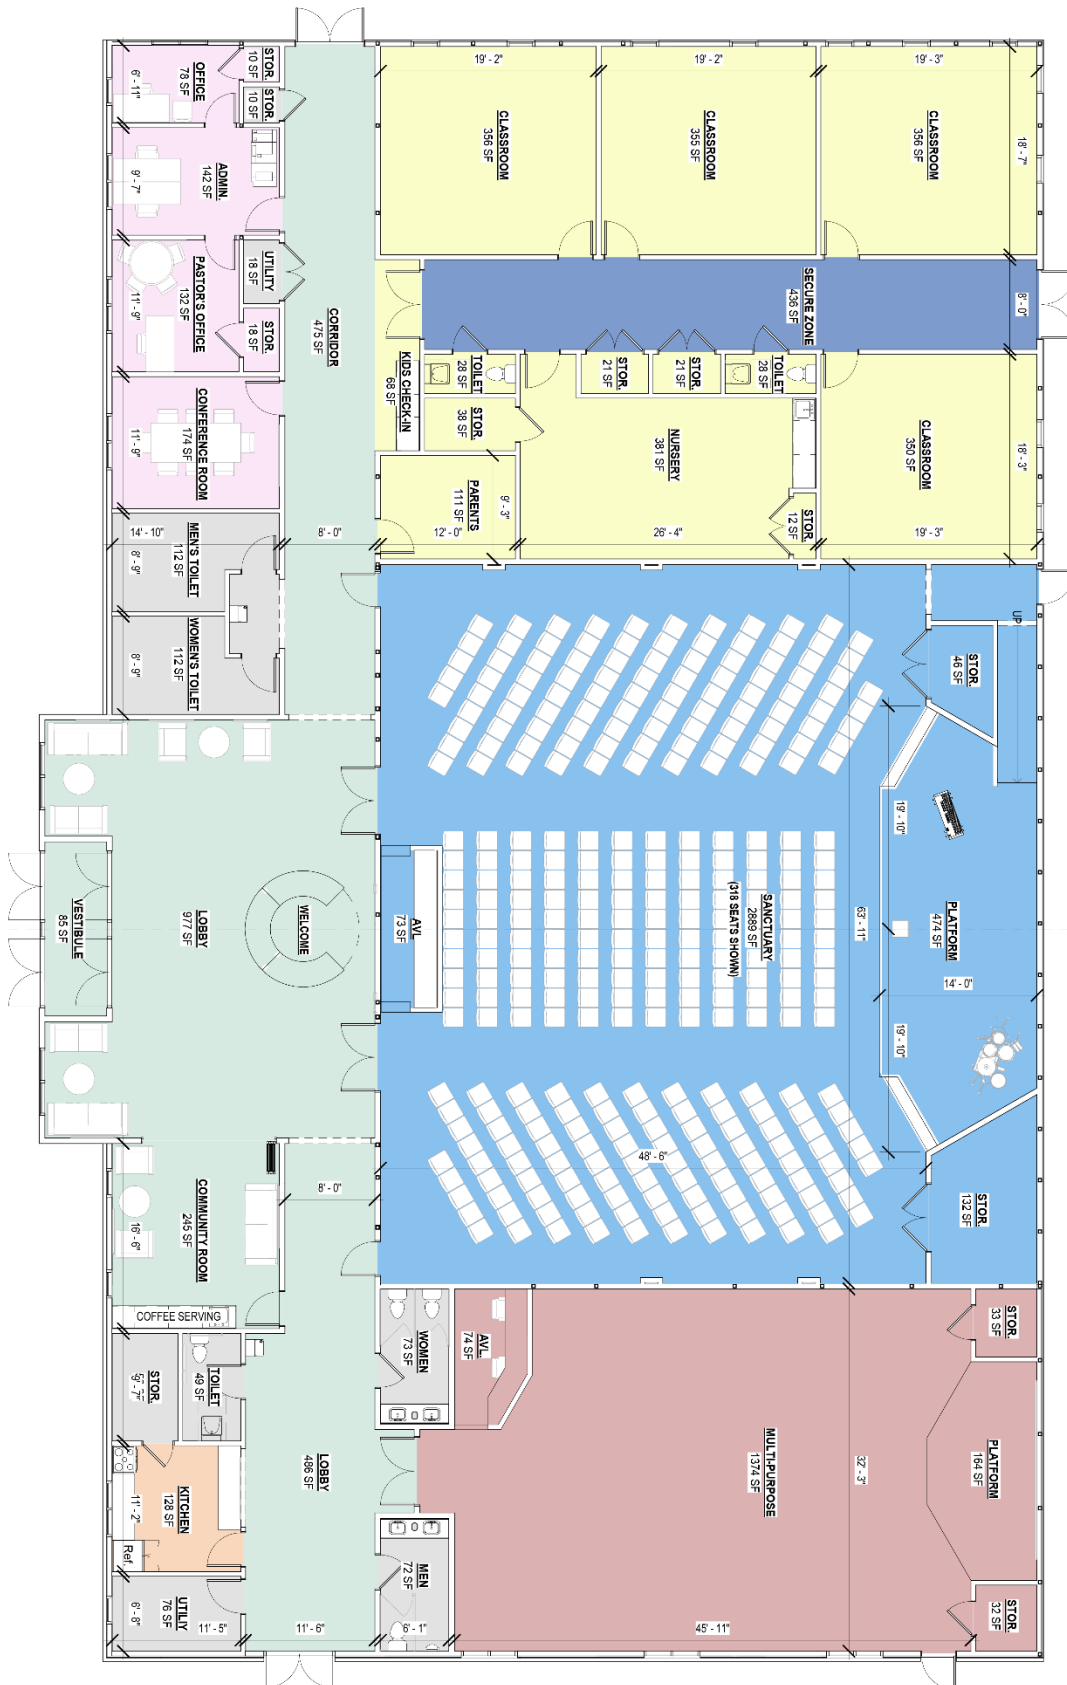 19' - 2"
19' - 2"
19' - 3"
OFFICE
78 SF
6' - 11"
STOR.
10 SF
STOR.
10 SF
CLASSROOM
356 SF
CLASSROOM
355 SF
CLASSROOM
356 SF
18' - 7"
ADMIN.
142 SF
9' - 7"
UTILITY
18 SF
PASTOR'S OFFICE
132 SF
11' - 9"
STOR.
18 SF
CORRIDOR
475 SF
SECURE ZONE
436 SF
8' - 0"
KIDS CHECK-IN
68 SF
TOILET
28 SF
STOR.
21 SF
STOR.
21 SF
TOILET
28 SF
CONFERENCE ROOM
174 SF
11' - 9"
STOR.
38 SF
NURSERY
381 SF
CLASSROOM
350 SF
18' - 3"
PARENTS
111 SF
9' - 3"
STOR.
12 SF
14' - 10"
8' - 0"
12' - 0"
26' - 4"
19' - 3"
MEN'S TOILET
112 SF
8' - 9"
WOMEN'S TOILET
112 SF
8' - 9"
UP
STOR.
46 SF
19' - 10"
VESTIBULE
85 SF
LOBBY
977 SF
WELCOME
AVL
73 SF
SANCTUARY
2889 SF
(318 SEATS SHOWN)
63' - 11"
PLATFORM
474 SF
14' - 0"
19' - 10"
48' - 6"
COMMUNITY ROOM
245 SF
16' - 6"
8' - 0"
STOR.
132 SF
COFFEE SERVING
STOR.
9' - 7"
TOILET
49 SF
WOMEN
73 SF
AVL.
74 SF
STOR.
33 SF
LOBBY
486 SF
MULTI-PURPOSE
1374 SF
32' - 3"
PLATFORM
164 SF
KITCHEN
128 SF
11' - 2"
Ref.
MEN
72 SF
UTILIY
76 SF
6' - 8"
STOR.
32 SF
11' - 5"
11' - 6"
6' - 1"
45' - 11"